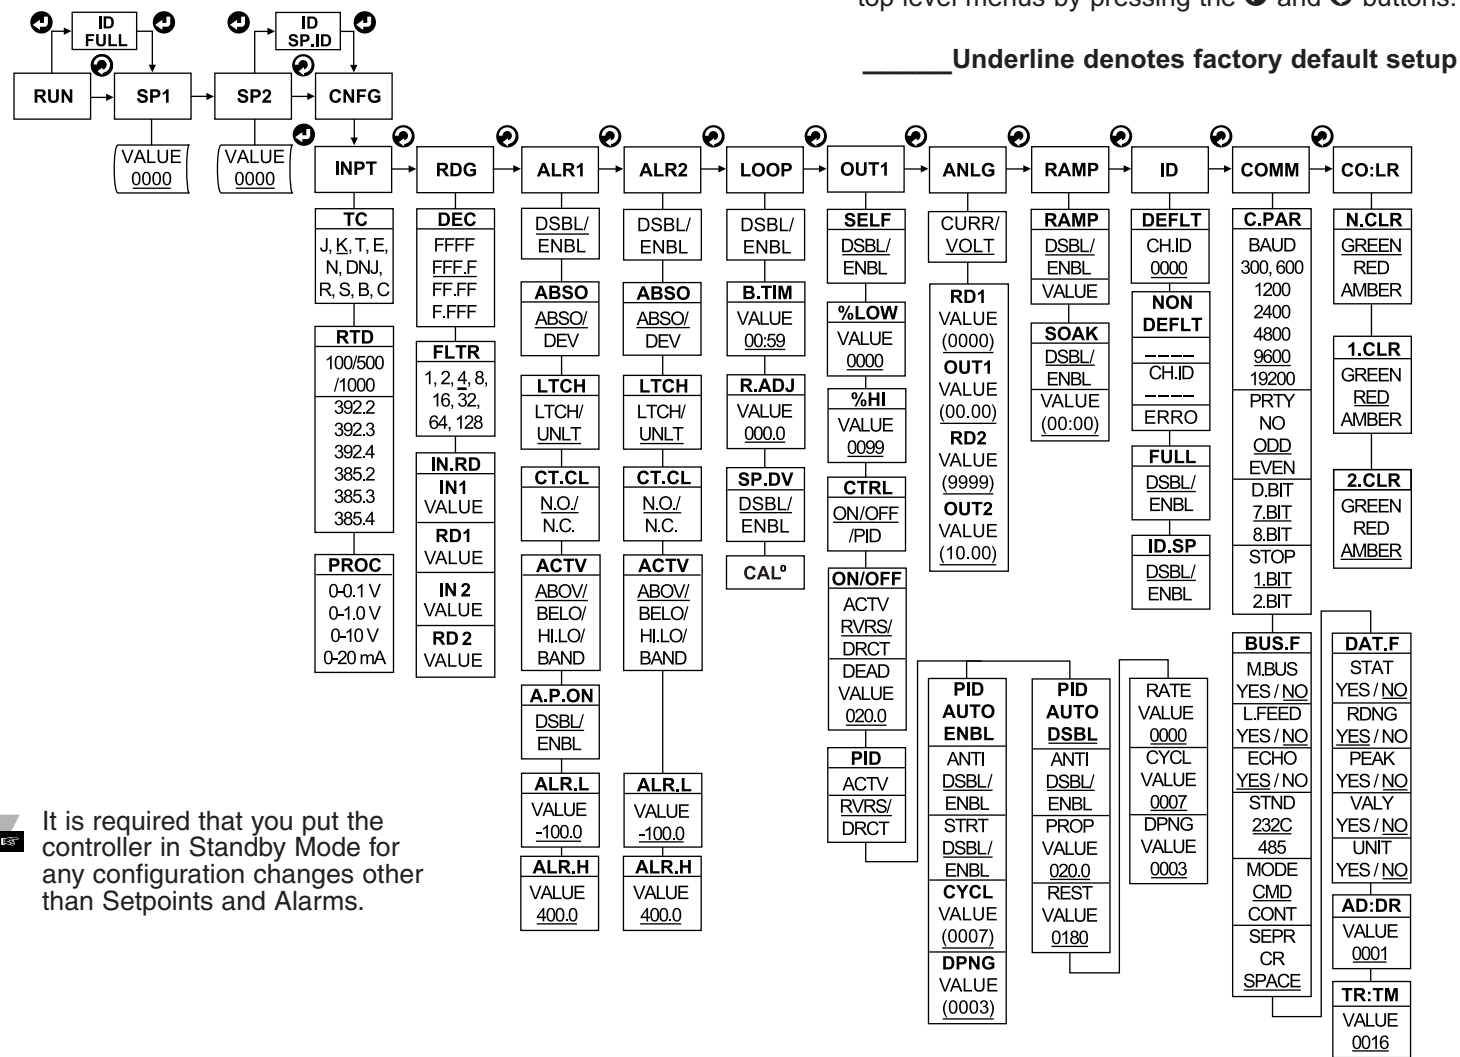 top level menus by pressing the and buttons.
Underline denotes factory default setup
ID
FULL
ID
SP.ID
RUN
SP1
SP2
CNFG
VALUE
0000
VALUE
0000
INPT
RDG
ALR1
ALR2
LOOP
OUT1
ANLG
RAMP
ID
COMM
CO:LR
TC
J, K, T, E,
N, DNJ,
R, S, B, C
RTD
100/500
/1000
392.2
392.3
392.4
385.2
385.3
385.4
PROC
0-0.1 V
0-1.0 V
0-10 V
0-20 mA
DEC
FFFF
FFF.F
FF.FF
F.FFF
FLTR
1, 2, 4, 8,
16, 32,
64, 128
IN.RD
IN1
VALUE
RD1
VALUE
IN 2
VALUE
RD 2
VALUE
DSBL/
ENBL
ABSO
ABSO/
DEV
LTCH
LTCH/
UNLT
CT.CL
N.O./
N.C.
ACTV
ABOV/
BELO/
HI.LO/
BAND
A.P.ON
DSBL/
ENBL
ALR.L
VALUE
-100.0
ALR.H
VALUE
400.0
DSBL/
ENBL
ABSO
ABSO/
DEV
LTCH
LTCH/
UNLT
CT.CL
N.O./
N.C.
ACTV
ABOV/
BELO/
HI.LO/
BAND
ALR.L
VALUE
-100.0
ALR.H
VALUE
400.0
DSBL/
ENBL
B.TIM
VALUE
00:59
R.ADJ
VALUE
000.0
SP.DV
DSBL/
ENBL
CALº
SELF
DSBL/
ENBL
%LOW
VALUE
0000
%HI
VALUE
0099
CTRL
ON/OFF
/PID
ON/OFF
ACTV
RVRS/
DRCT
DEAD
VALUE
020.0
PID
ACTV
RVRS/
DRCT
CURR/
VOLT
RD1
VALUE
(0000)
OUT1
VALUE
(00.00)
RD2
VALUE
(9999)
OUT2
VALUE
(10.00)
PID
AUTO
ENBL
ANTI
DSBL/
ENBL
STRT
DSBL/
ENBL
CYCL
VALUE
(0007)
DPNG
VALUE
(0003)
RAMP
DSBL/
ENBL
VALUE
SOAK
DSBL/
ENBL
VALUE
(00:00)
PID
AUTO
DSBL
ANTI
DSBL/
ENBL
PROP
VALUE
020.0
REST
VALUE
0180
DEFLT
CH.ID
0000
NON
DEFLT
_ _ _ _
CH.ID
_ _ _ _
ERRO
FULL
DSBL/
ENBL
ID.SP
DSBL/
ENBL
RATE
VALUE
0000
CYCL
VALUE
0007
DPNG
VALUE
0003
C.PAR
BAUD
300, 600
1200
2400
4800
9600
19200
PRTY
NO
ODD
EVEN
D.BIT
7.BIT
8.BIT
STOP
1.BIT
2.BIT
BUS.F
M.BUS
YES / NO
L.FEED
YES / NO
ECHO
YES / NO
STND
232C
485
MODE
CMD
CONT
SEPR
CR
SPACE
N.CLR
GREEN
RED
AMBER
1.CLR
GREEN
RED
AMBER
2.CLR
GREEN
RED
AMBER
DAT.F
STAT
YES / NO
RDNG
YES / NO
PEAK
YES / NO
VALY
YES / NO
UNIT
YES / NO
AD:DR
VALUE
0001
TR:TM
VALUE
0016
It is required that you put the
controller in Standby Mode for
any configuration changes other
than Setpoints and Alarms.